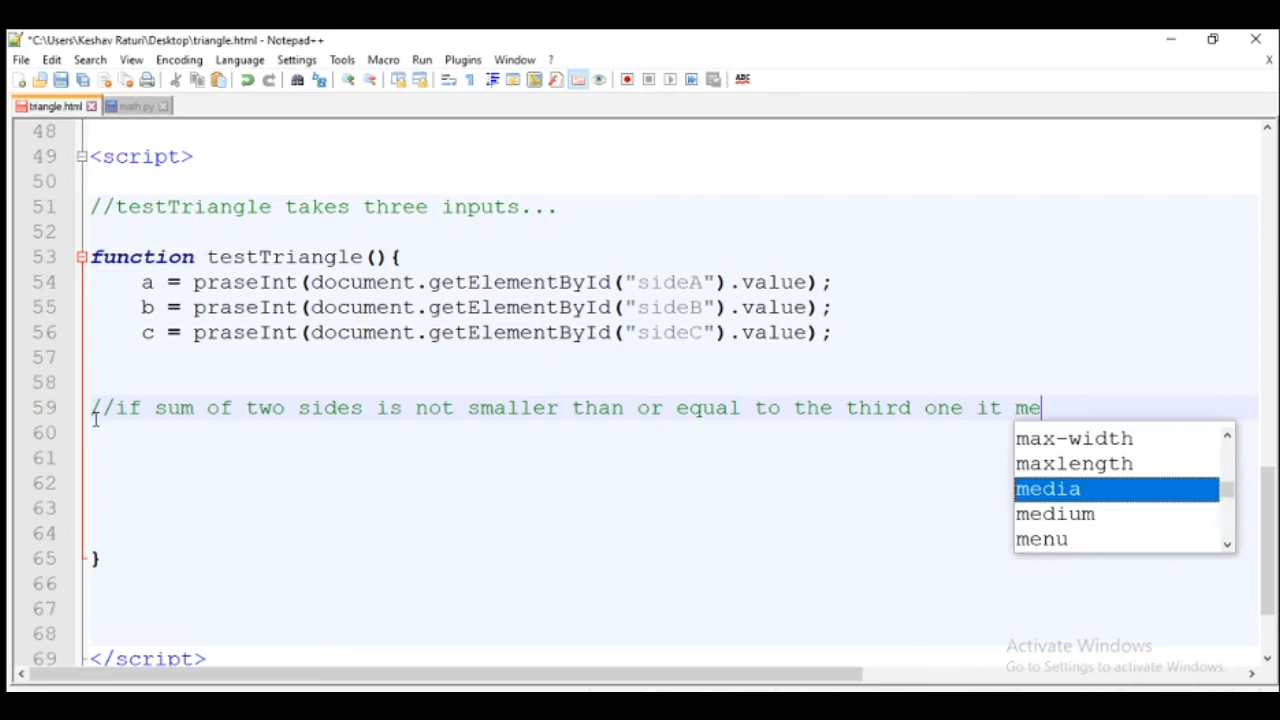 *C:\Users\Keshav Raturi\Desktop\triangle.html - Notepad++
File Edit Search View Encoding Language Settings Tools Macro Run Plugins Window ? X
triangle.html math.py
48
49 <script>
50
51 //testTriangle takes three inputs...
52
53 function testTriangle(){
54 a = praseInt(document.getElementById("sideA").value);
55 b = praseInt(document.getElementById("sideB").value);
56 c = praseInt(document.getElementById("sideC").value);
57
58
59 //if sum of two sides is not smaller than or equal to the third one it me
60
max-width
61
maxlength
62
media
63
medium
64
menu
65 }
66
67
68
69 </script>
Activate Windows
Go to Settings to activate Windows.